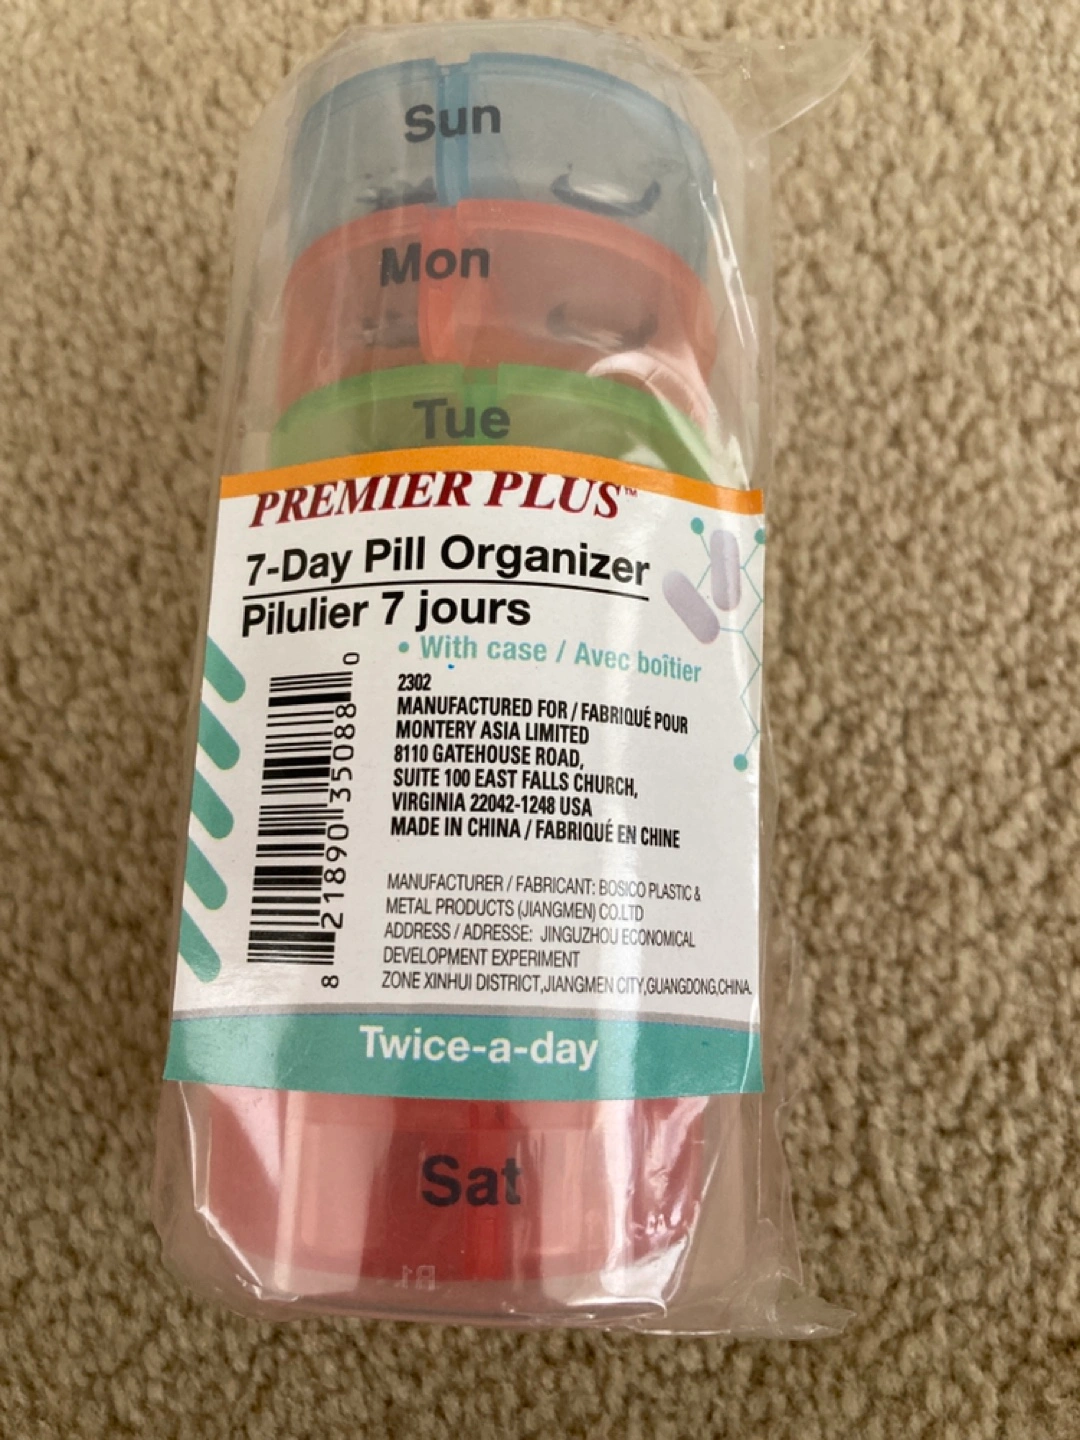 Sun
Mon
Tue
PREMIER PLUS™
7-Day Pill Organizer
Pilulier 7 jours
• With case / Avec boîtier
2302
MANUFACTURED FOR / FABRIQUÉ POUR
MONTERY ASIA LIMITED
8110 GATEHOUSE ROAD,
SUITE 100 EAST FALLS CHURCH,
VIRGINIA 22042-1248 USA
MADE IN CHINA / FABRIQUÉ EN CHINE
MANUFACTURER / FABRICANT: BOSICO PLASTIC &
METAL PRODUCTS (JIANGMEN) CO.LTD
ADDRESS / ADRESSE: JINGUZHOU ECONOMICAL
DEVELOPMENT EXPERIMENT
ZONE XINHUI DISTRICT,JIANGMEN CITY,GUANGDONG,CHINA.
8 21890 35088 0
Twice-a-day
Sat